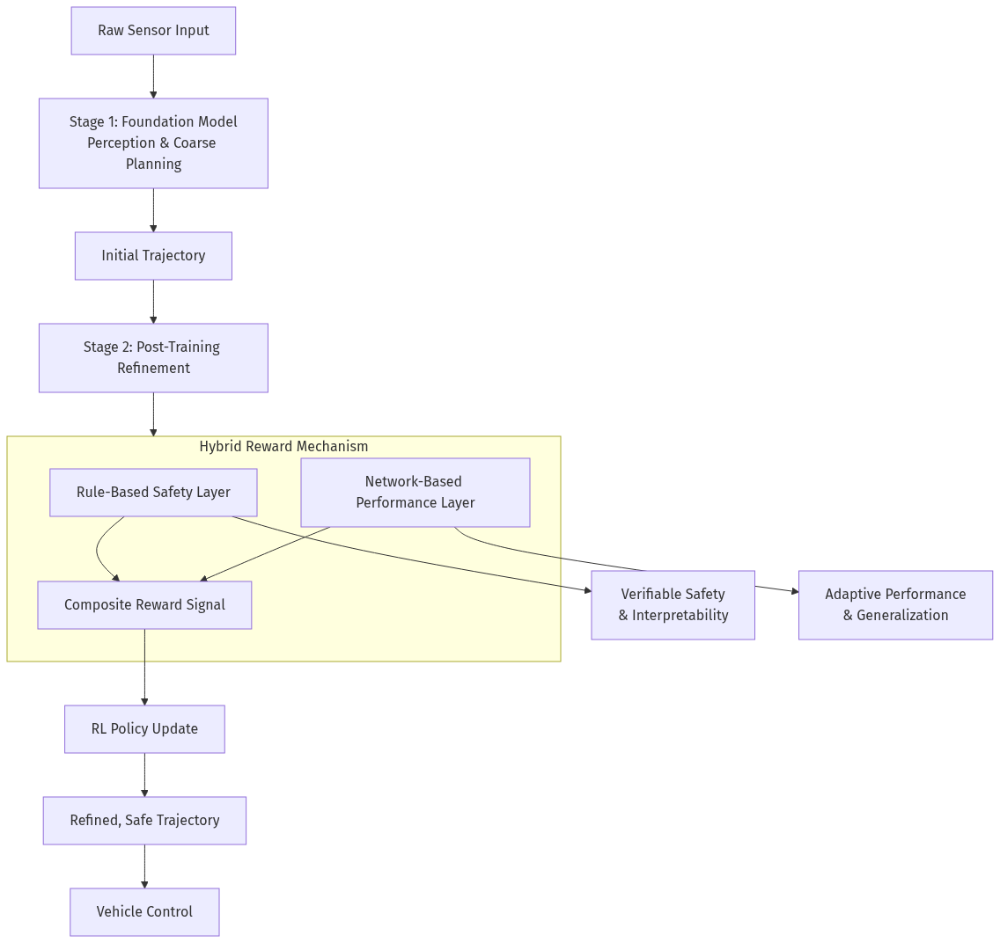 Raw Sensor Input
Stage 1: Foundation Model
Perception & Coarse
Planning
Initial Trajectory
Stage 2: Post-Training
Refinement
Hybrid Reward Mechanism
Rule-Based Safety Layer
Network-Based
Performance Layer
Composite Reward Signal
Verifiable Safety
& Interpretability
Adaptive Performance
& Generalization
RL Policy Update
Refined, Safe Trajectory
Vehicle Control